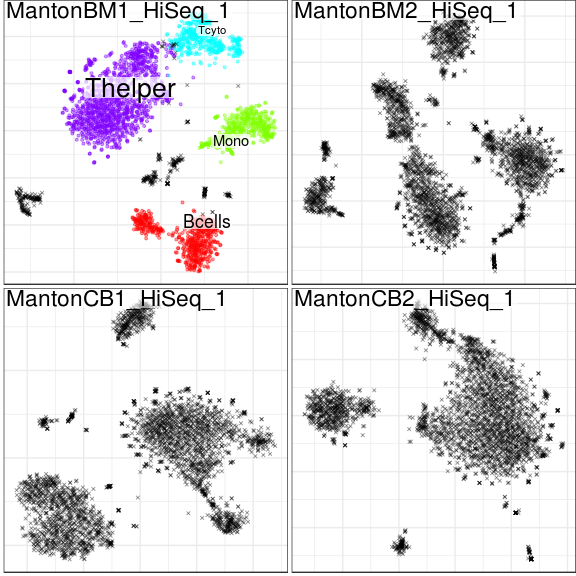 MantonBM1_HiSeq_1
Tcyto
Thelper
Mono
Bcells
MantonBM2_HiSeq_1
MantonCB1_HiSeq_1
MantonCB2_HiSeq_1